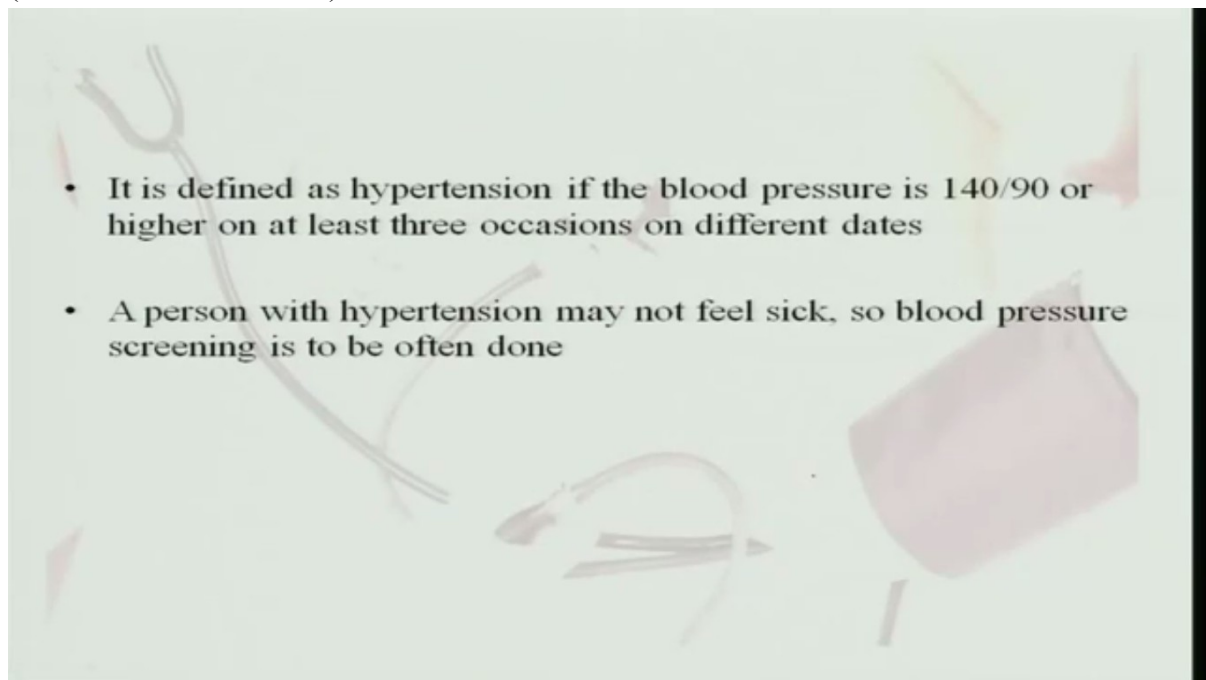 • It is defined as hypertension if the blood pressure is 140/90 or
higher on at least three occasions on different dates
• A person with hypertension may not feel sick, so blood pressure
screening is to be often done